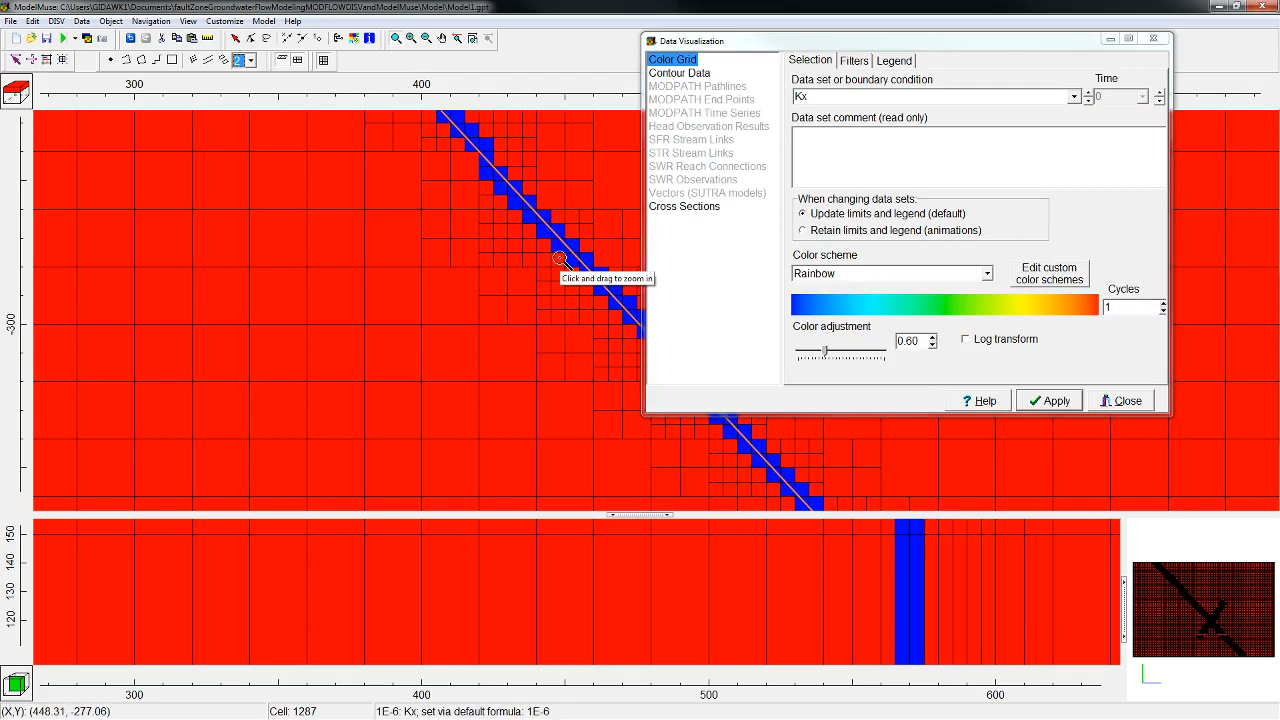 ModelMuse: C:\Users\GIDAWK1\Documents\faultZoneGroundwaterFlowModelingMODFLOWDISVandModelMuse\Model\Model1.gpt
File Edit DISV Data Object Navigation View Customize Model Help
2
300 400
-300
Data Visualization
Color Grid
Contour Data
MODPATH Pathlines
MODPATH End Points
MODPATH Time Series
Head Observation Results
SFR Stream Links
STR Stream Links
SWR Reach Connections
SWR Observations
Vectors (SUTRA models)
Cross Sections
Selection Filters Legend
Data set or boundary condition Time
Kx 0
Data set comment (read only)
When changing data sets:
Update limits and legend (default)
Retain limits and legend (animations)
Color scheme
Rainbow
Edit custom
color schemes
Cycles
1
Color adjustment
0.60
Log transform
? Help Apply Close
Click and drag to zoom in
150
140
130
120
300 400 500 600
(X,Y): (448.31, -277.06) Cell: 1287 1E-6: Kx; set via default formula: 1E-6